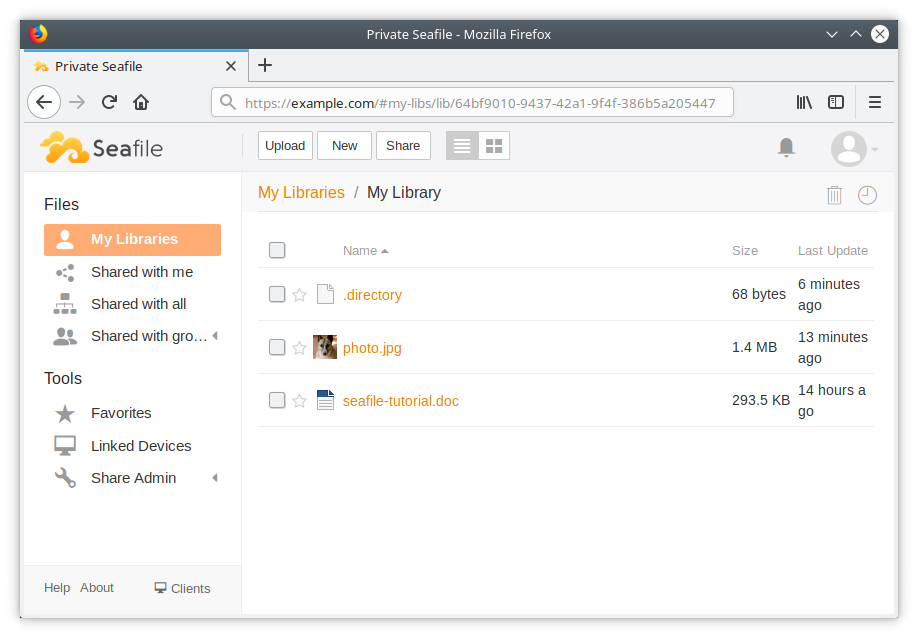 Private Seafile - Mozilla Firefox
Private Seafile
https://example.com/#my-libs/lib/64bf9010-9437-42a1-9f4f-386b5a205447
Seafile
Upload New Share
Files
My Libraries
Shared with me
Shared with all
Shared with gro…
Tools
Favorites
Linked Devices
Share Admin
Help About Clients
My Libraries / My Library
Name Size Last Update
.directory 68 bytes 6 minutes
ago
photo.jpg 1.4 MB 13 minutes
ago
seafile-tutorial.doc 293.5 KB 14 hours a
go